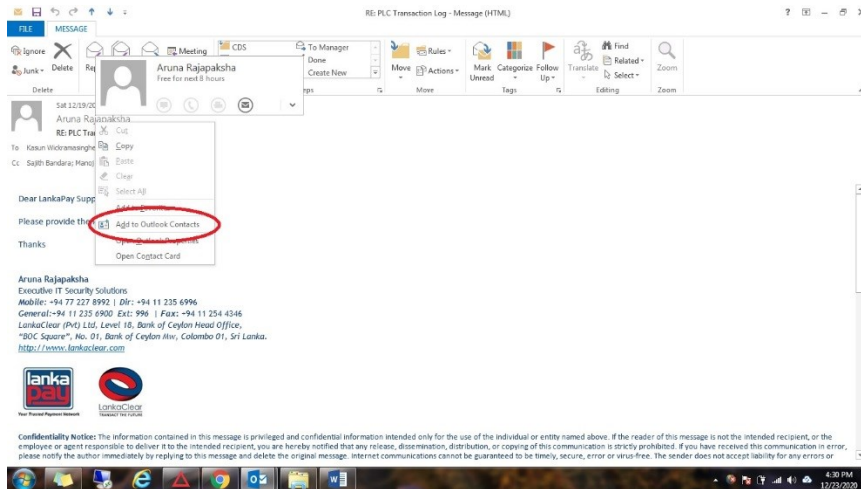 RE: PLC Transaction Log - Message (HTML)
FILE MESSAGE
Ignore
Junk
Delete
Meeting
CDS
To Manager
Done
Create New
Move
Rules
Actions
Mark Unread
Categorize
Follow Up
Translate
Find
Related
Select
Zoom
Delete
Move
Tags
Editing
Zoom
Aruna Rajapaksha
Free for next 8 hours
Sat 12/19/20
Aruna Rajapaksha
RE: PLC Tra
To Kasun Wickramasinghe
Cc Sajith Bandara; Manoj
Cut
Copy
Paste
Clear
Select All
Add to Outlook Contacts
Open Outlook Properties
Open Contact Card
Dear LankaPay Supp
Please provide the
Thanks
Aruna Rajapaksha
Executive IT Security Solutions
Mobile: +94 77 227 8992 | Dir: +94 11 235 6996
General:+94 11 235 6900 Ext: 996 | Fax: +94 11 254 4346
LankaClear (Pvt) Ltd, Level 18, Bank of Ceylon Head Office,
"BOC Square", No. 01, Bank of Ceylon Mw, Colombo 01, Sri Lanka.
http://www.lankaclear.com
lanka
pay
Your Trusted Payment Network
LankaClear
TRANSACT THE FUTURE
Confidentiality Notice: The information contained in this message is privileged and confidential information intended only for the use of the individual or entity named above. If the reader of this message is not the intended recipient, or the
employee or agent responsible to deliver it to the intended recipient, you are hereby notified that any release, dissemination, distribution, or copying of this communication is strictly prohibited. If you have received this communication in error,
please notify the author immediately by replying to this message and delete the original message. Internet communications cannot be guaranteed to be timely, secure, error or virus-free. The sender does not accept liability for any errors or
4:30 PM
12/23/2020